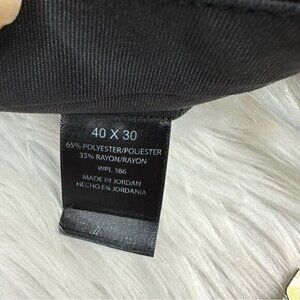 40 X 30
65% POLYESTER/POLIESTER
35% RAYON/RAYON
WPL 386
MADE IN JORDAN
HECHO EN JORDANIA